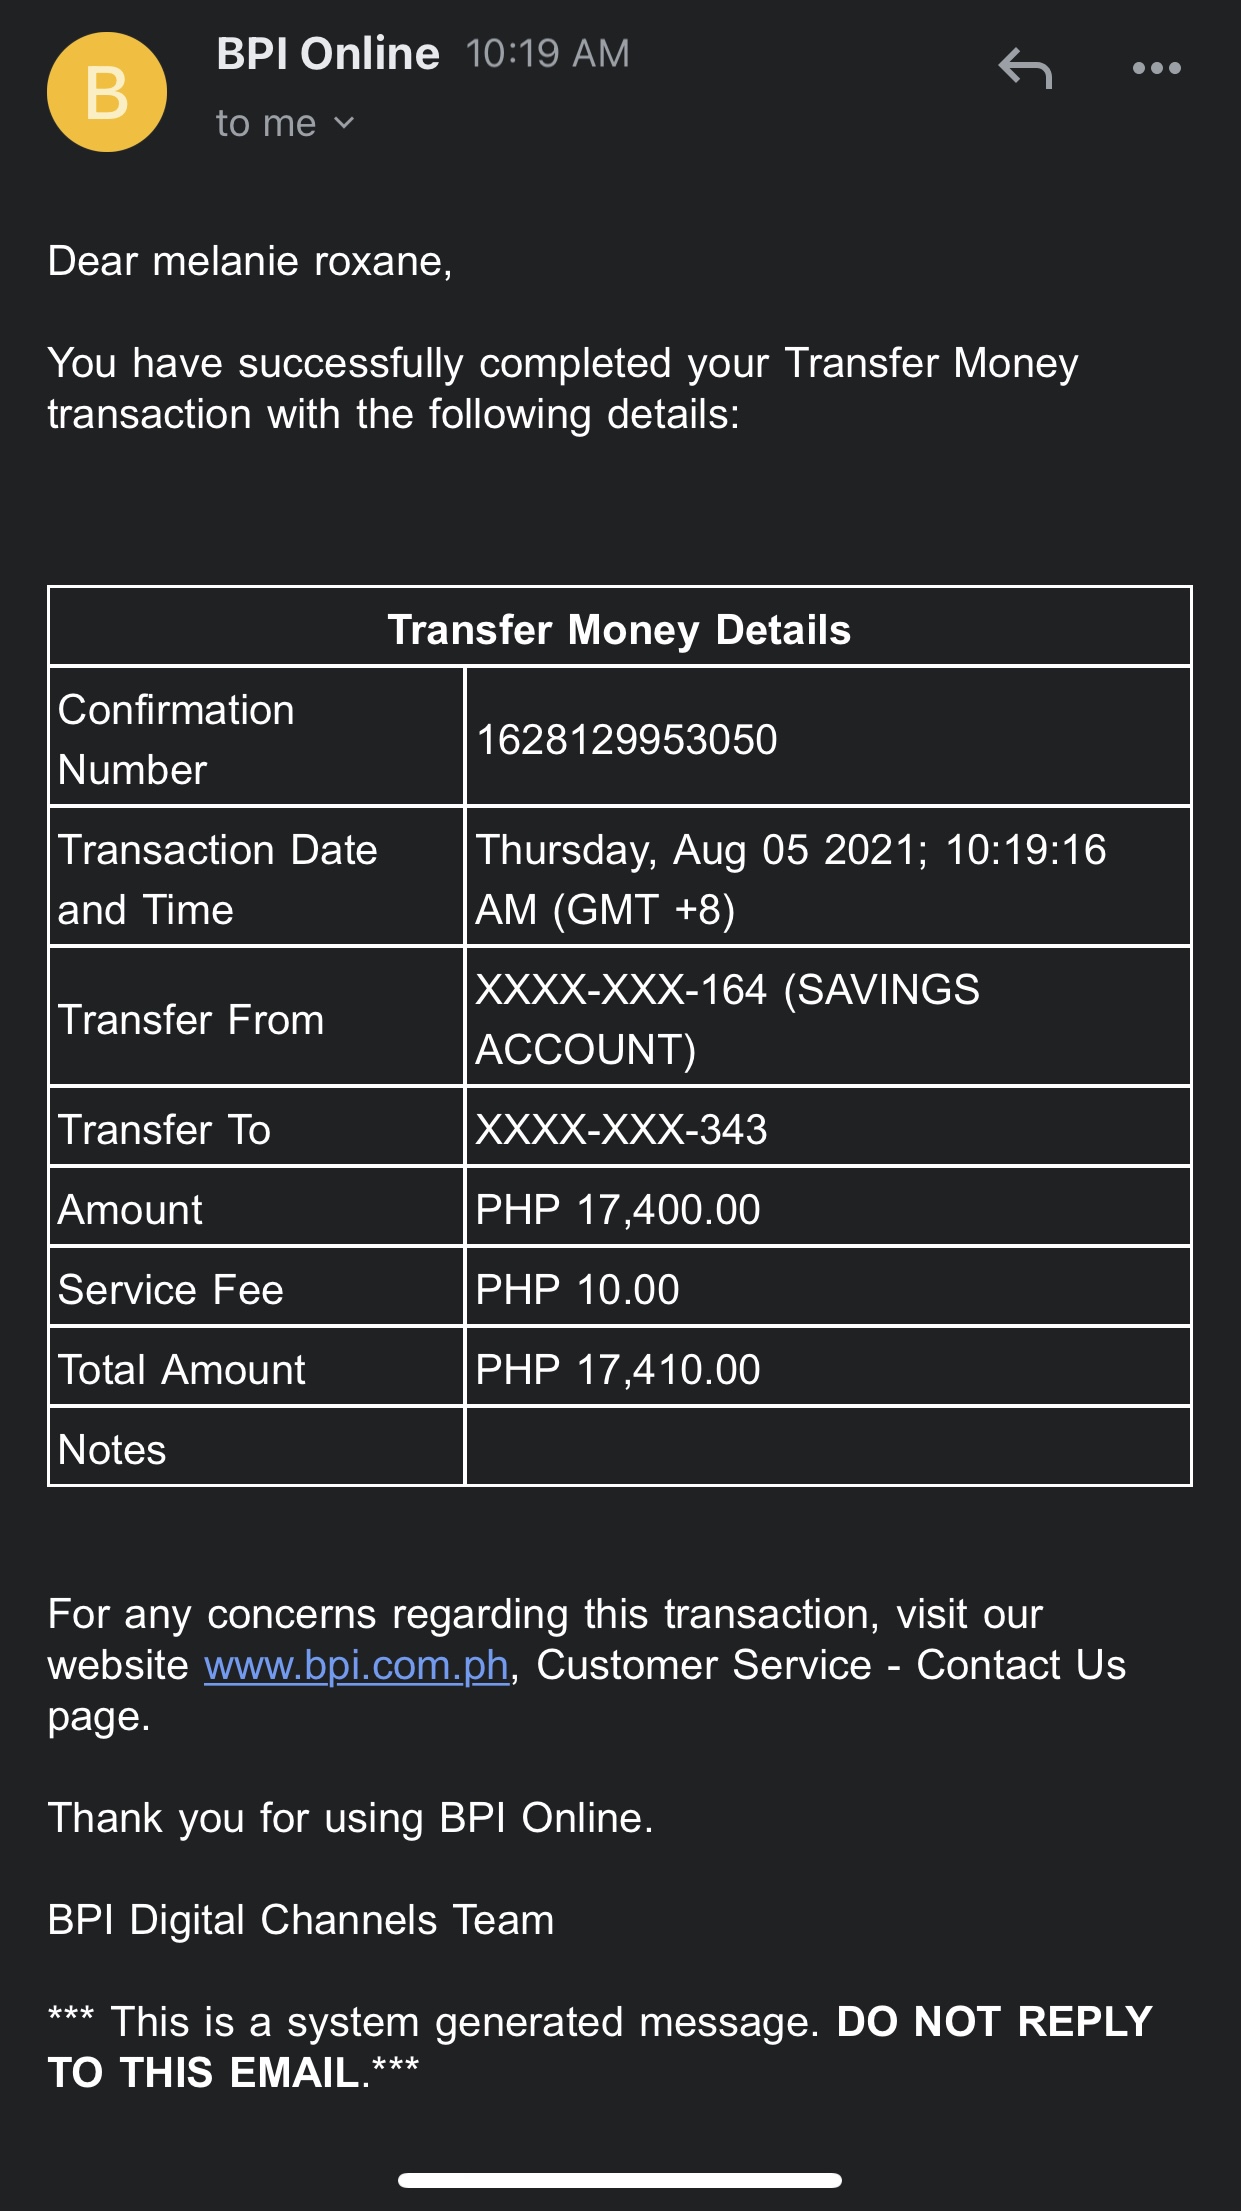 B
BPI Online 10:19 AM
to me
Dear melanie roxane,
You have successfully completed your Transfer Money
transaction with the following details:
Transfer Money Details
Confirmation
Number
1628129953050
Transaction Date
and Time
Thursday, Aug 05 2021; 10:19:16
AM (GMT +8)
Transfer From
XXXX-XXX-164 (SAVINGS
ACCOUNT)
Transfer To
XXXX-XXX-343
Amount
PHP 17,400.00
Service Fee
PHP 10.00
Total Amount
PHP 17,410.00
Notes
For any concerns regarding this transaction, visit our
website www.bpi.com.ph, Customer Service - Contact Us
page.
Thank you for using BPI Online.
BPI Digital Channels Team
*** This is a system generated message. DO NOT REPLY
TO THIS EMAIL.***